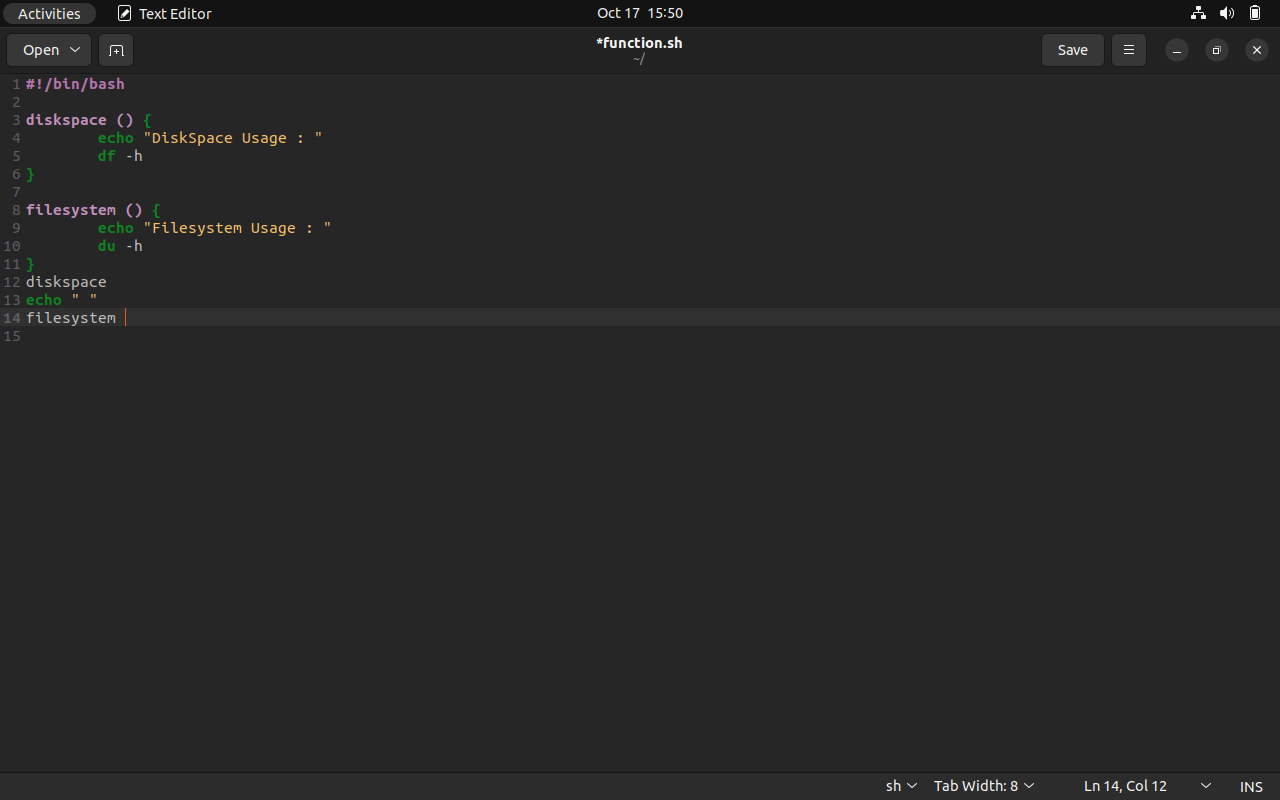 Activities Text Editor Oct 17 15:50
Open *function.sh Save
~/
1 #!/bin/bash
2
3 diskspace () {
4         echo "DiskSpace Usage : "
5         df -h
6 }
7
8 filesystem () {
9         echo "Filesystem Usage : "
10         du -h
11 }
12 diskspace
13 echo " "
14 filesystem
15
sh Tab Width: 8 Ln 14, Col 12 INS